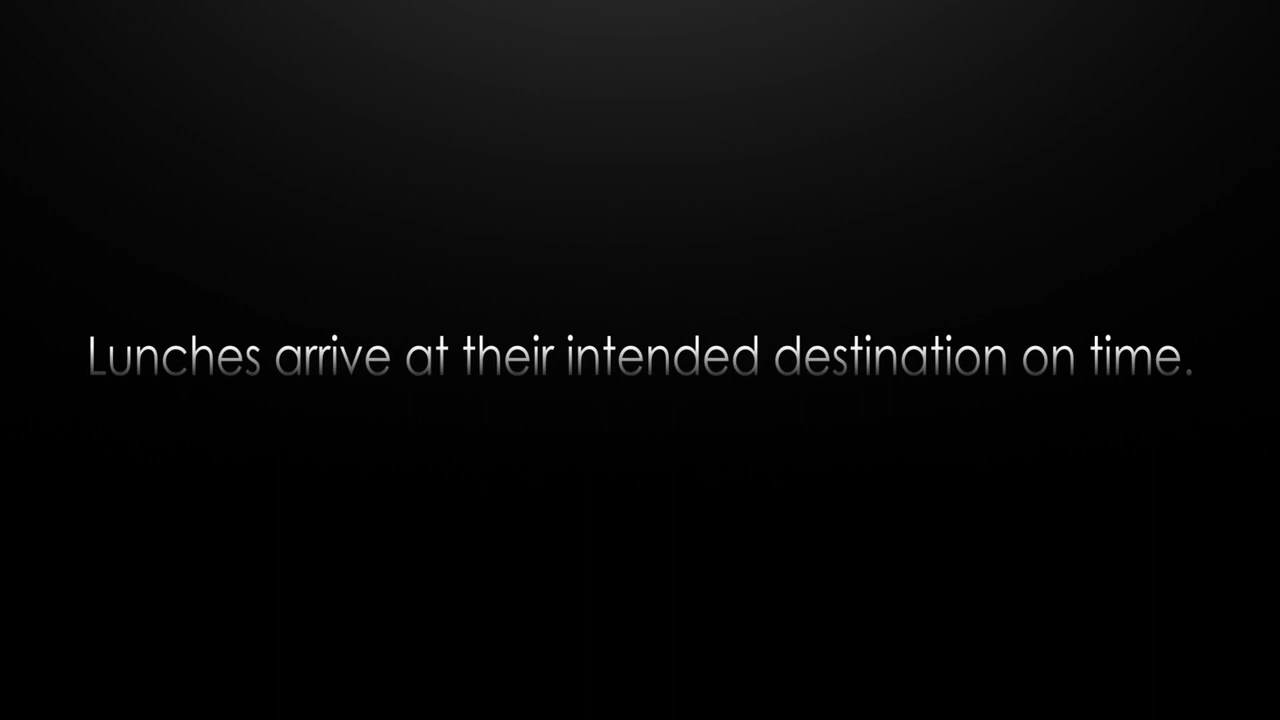 Lunches arrive at their intended destination on time.